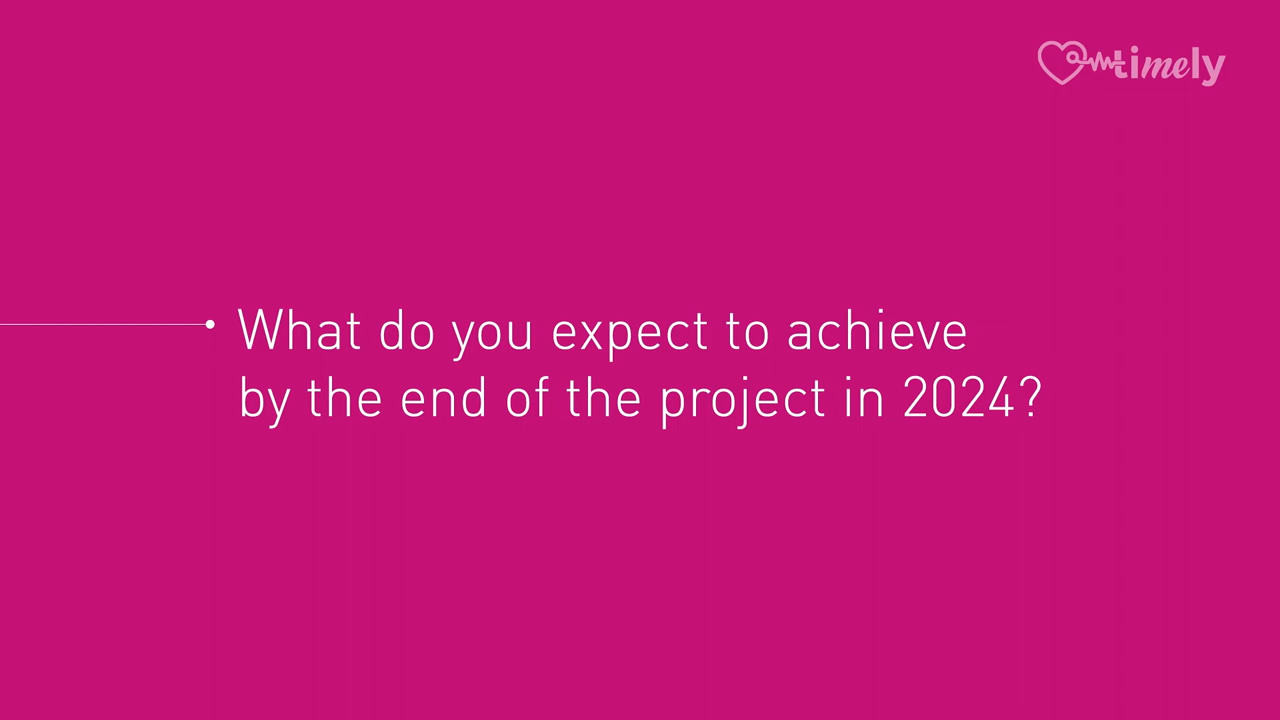 timely
What do you expect to achieve
by the end of the project in 2024?